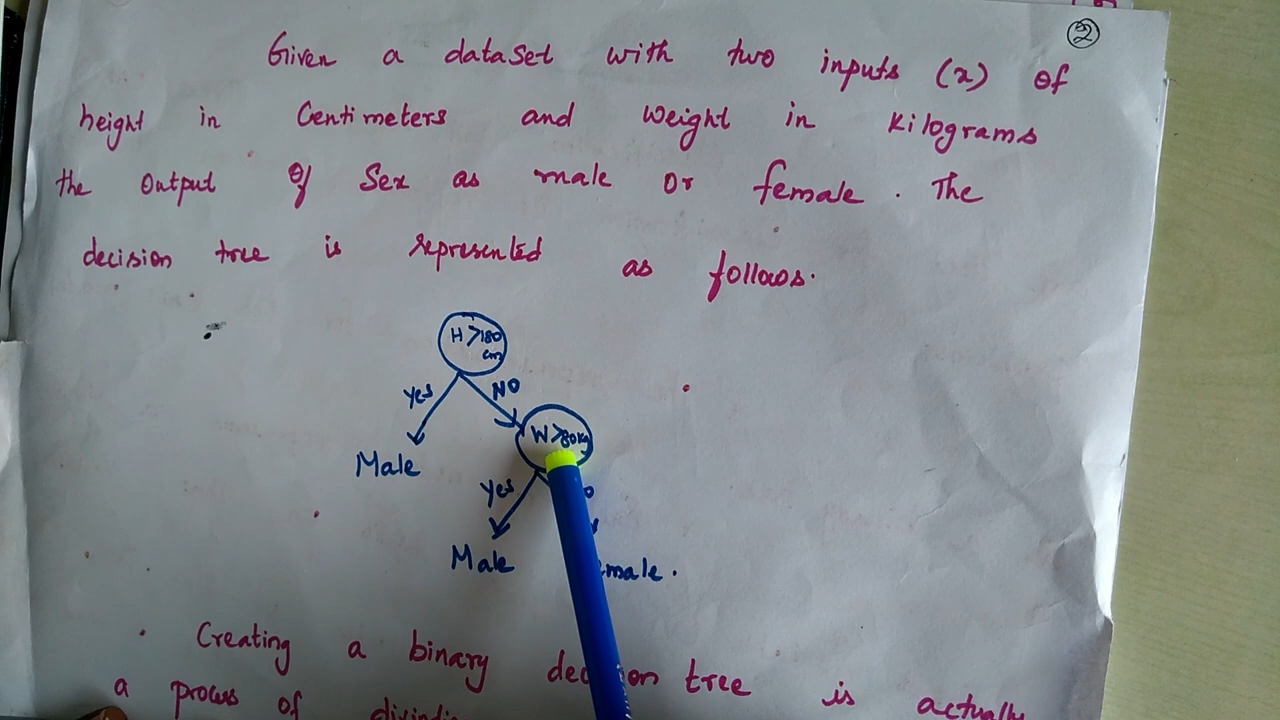 2
Given a dataset with two inputs (x) of
height in Centimeters and Weight in kilograms
the output of Sex as male or female. The
decision tree is represented as follows.
H >180 cm
Yes NO
W >80kg
Male
Yes
Male
Creating a binary tree is actually
a process of